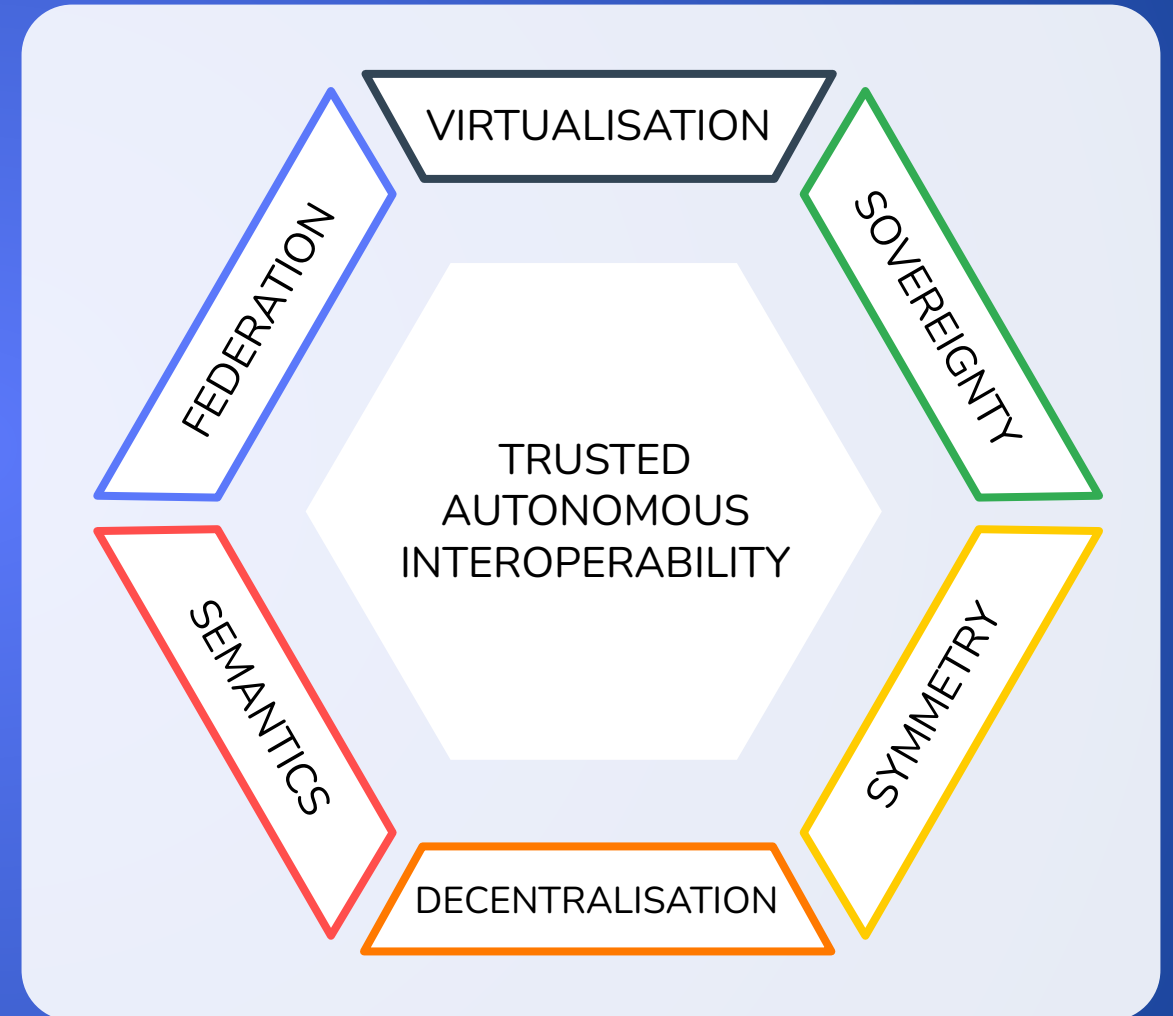 VIRTUALISATION
FEDERATION
SOVEREIGNTY
TRUSTED
AUTONOMOUS
INTEROPERABILITY
SEMANTICS
SYMMETRY
DECENTRALISATION